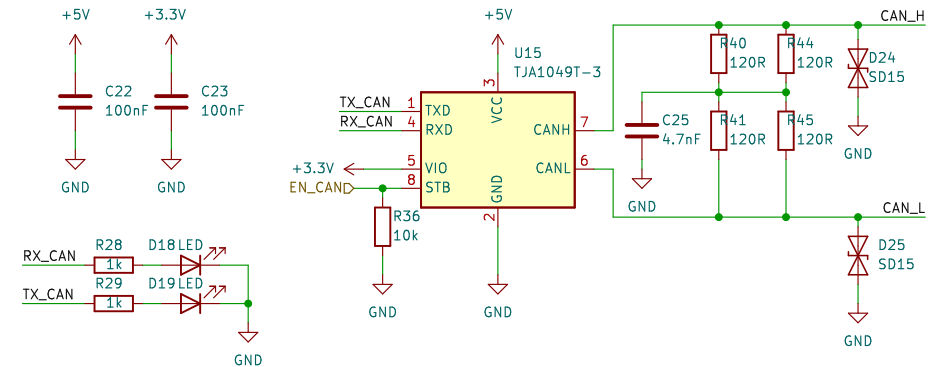 +5V
+3.3V
C22
100nF
C23
100nF
GND
GND
RX_CAN
R28
1k
D18
LED
TX_CAN
R29
1k
D19
LED
GND
+5V
U15
TJA1049T-3
TX_CAN
1
TXD
RX_CAN
4
RXD
3
VCC
CANH
7
+3.3V
5
VIO
EN_CAN
8
STB
CANL
6
GND
2
R36
10k
GND
GND
CAN_H
R40
120R
R44
120R
D24
SD15
C25
4.7nF
R41
120R
R45
120R
GND
GND
CAN_L
D25
SD15
GND